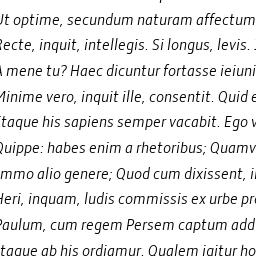 Ut optime, secundum naturam affectum
Recte, inquit, intellegis. Si longus, levis.
A mene tu? Haec dicuntur fortasse ieiuni
Minime vero, inquit ille, consentit. Quid
Itaque his sapiens semper vacabit. Ego
Quippe: habes enim a rhetoribus; Quamv
Immo alio genere; Quod cum dixissent,
Heri, inquam, ludis commissis ex urbe pr
Paulum, cum regem Persem captum add
Itaque ab his ordiamur. Qualem igitur ho